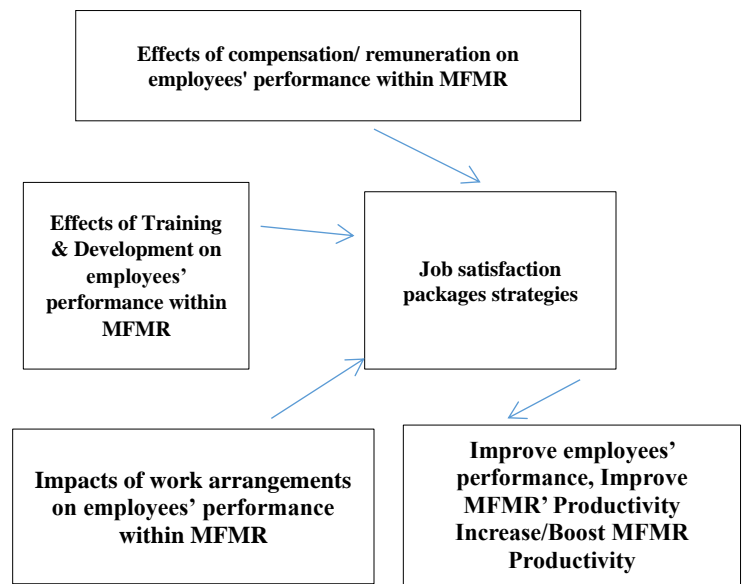 Effects of compensation/ remuneration on
employees' performance within MFMR
Effects of Training
& Development on
employees’
performance within
MFMR
Job satisfaction
packages strategies
Impacts of work arrangements
on employees’ performance
within MFMR
Improve employees’
performance, Improve
MFMR’ Productivity
Increase/Boost MFMR
Productivity